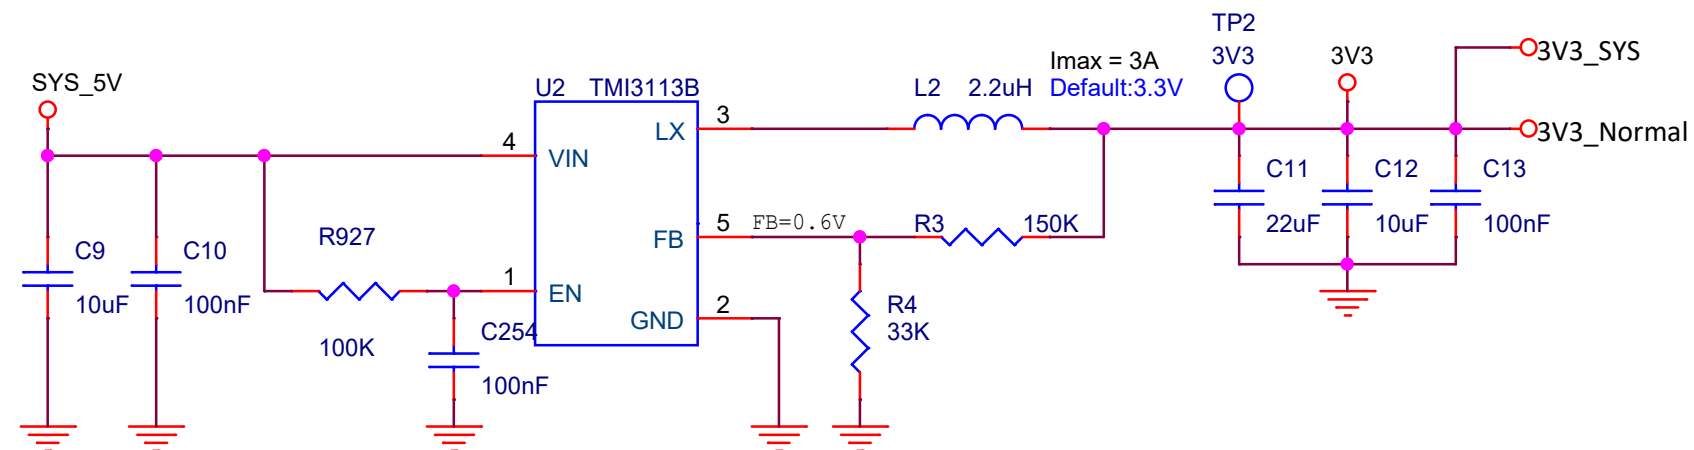 TP2
3V3
Imax = 3A
Default:3.3V
3V3
3V3_SYS
SYS_5V
U2 TMI3113B
L2 2.2uH
3
LX
4
VIN
3V3_Normal
C11
22uF
C12
10uF
C13
100nF
5
FB
FB=0.6V
R3 150K
R927
100K
C9
10uF
C10
100nF
1
EN
2
GND
R4
33K
C254
100nF